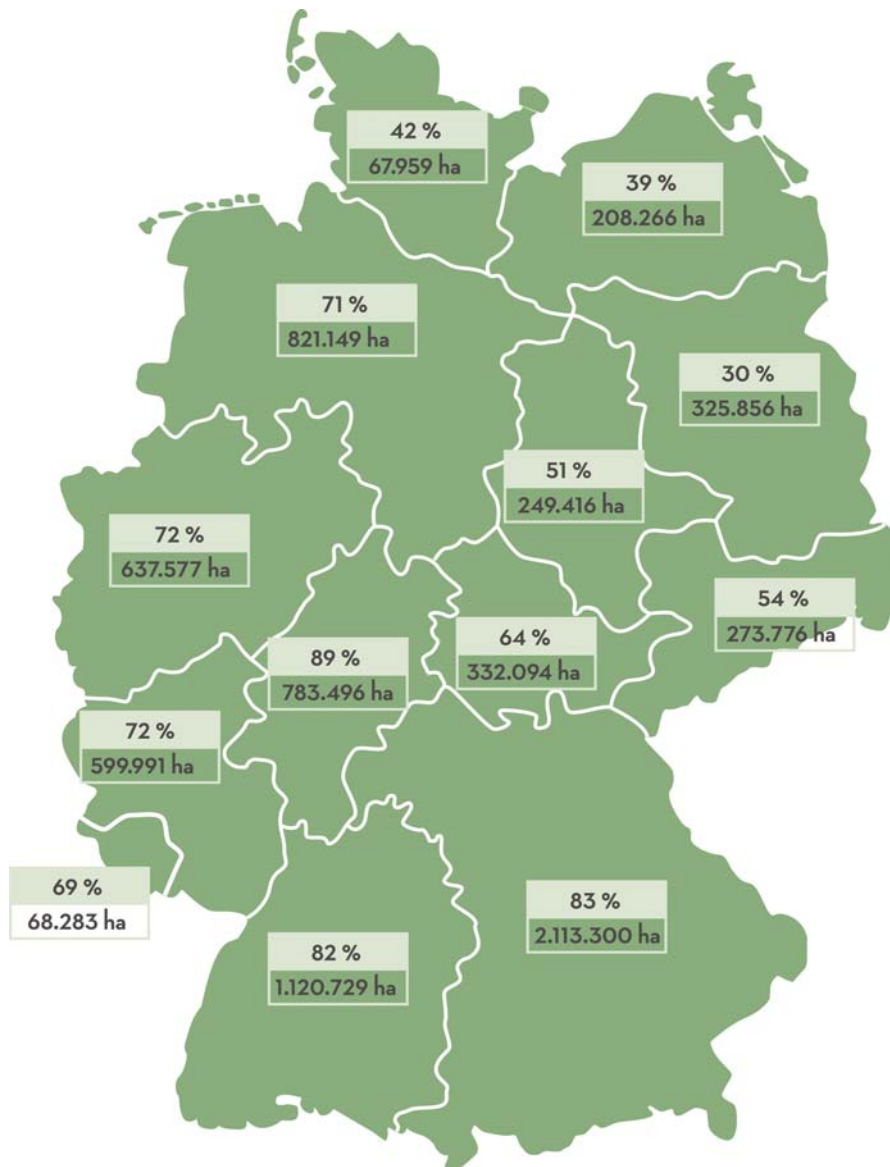 42 %
67.959 ha
39 %
208.266 ha
71 %
821.149 ha
30 %
325.856 ha
51 %
249.416 ha
72 %
637.577 ha
54 %
273.776 ha
64 %
332.094 ha
89 %
783.496 ha
72 %
599.991 ha
69 %
68.283 ha
83 %
2.113.300 ha
82 %
1.120.729 ha